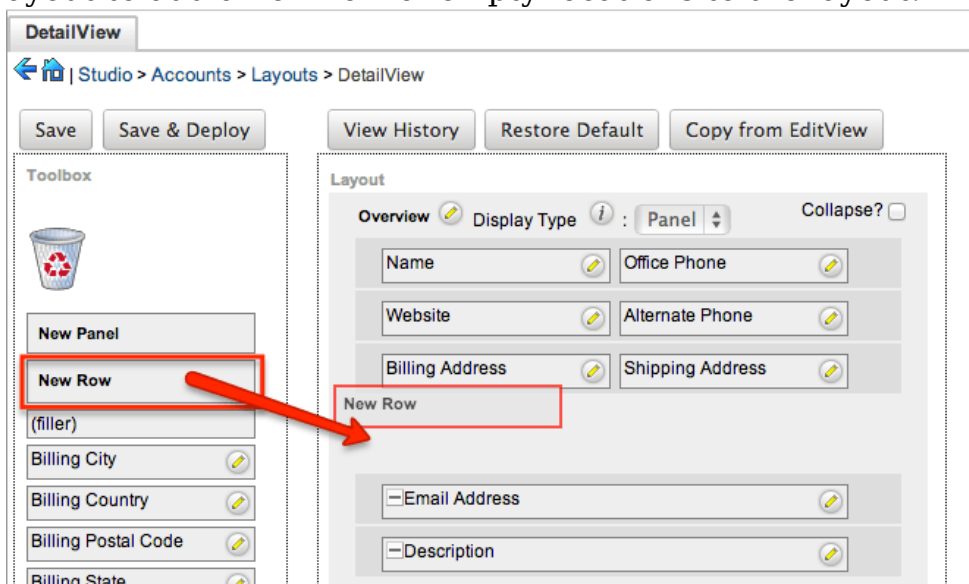 DetailView
| Studio > Accounts > Layouts > DetailView
Save Save & Deploy View History Restore Default Copy from EditView
Toolbox
New Panel
New Row
(filler)
Billing City
Billing Country
Billing Postal Code
Billing State
Layout
Overview Display Type i : Panel Collapse?
Name Office Phone
Website Alternate Phone
Billing Address Shipping Address
New Row
Email Address
Description